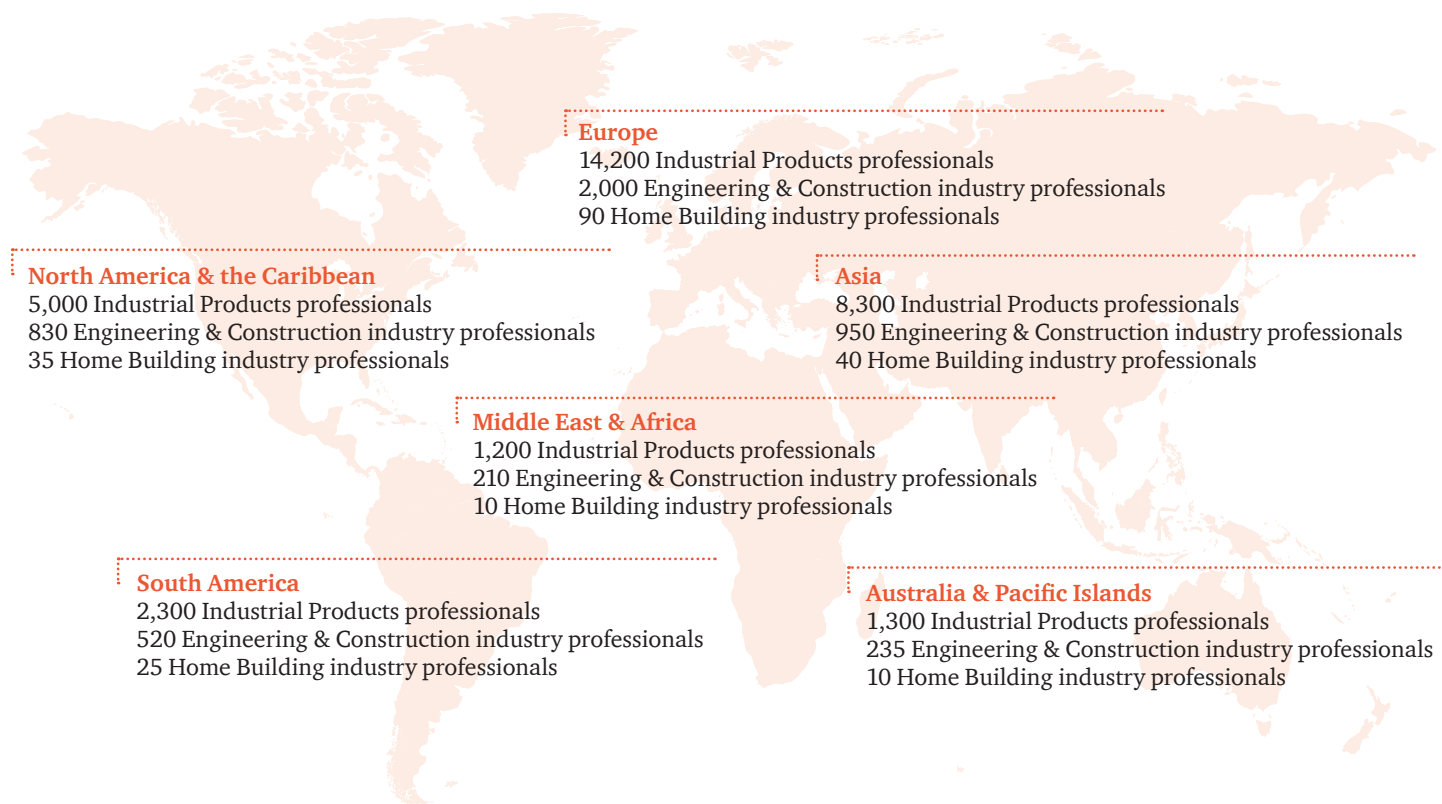 Europe
14,200 Industrial Products professionals
2,000 Engineering & Construction industry professionals
90 Home Building industry professionals
North America & the Caribbean
5,000 Industrial Products professionals
830 Engineering & Construction industry professionals
35 Home Building industry professionals
Asia
8,300 Industrial Products professionals
950 Engineering & Construction industry professionals
40 Home Building industry professionals
Middle East & Africa
1,200 Industrial Products professionals
210 Engineering & Construction industry professionals
10 Home Building industry professionals
South America
2,300 Industrial Products professionals
520 Engineering & Construction industry professionals
25 Home Building industry professionals
Australia & Pacific Islands
1,300 Industrial Products professionals
235 Engineering & Construction industry professionals
10 Home Building industry professionals